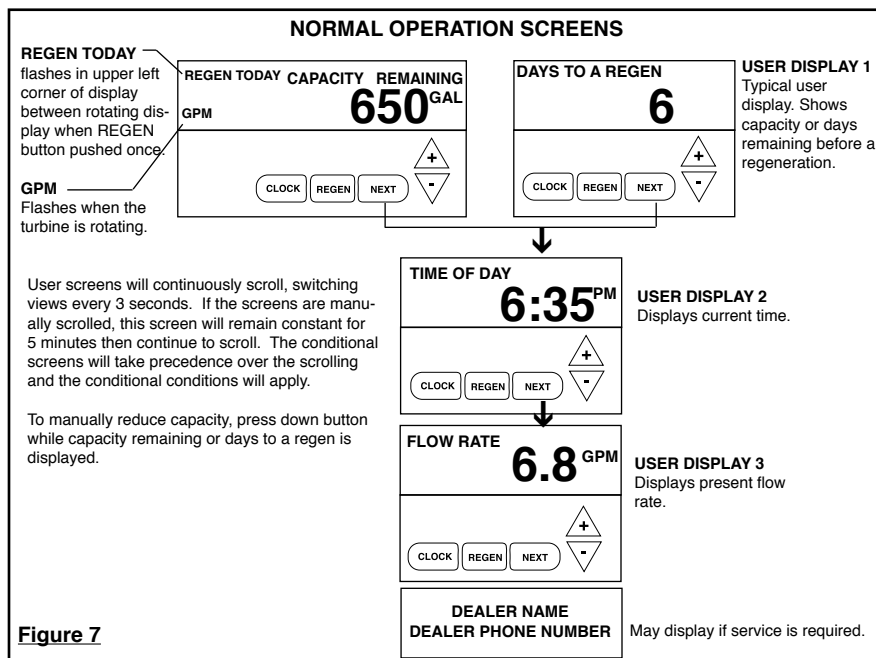 NORMAL OPERATION SCREENS
REGEN TODAY
flashes in upper left
corner of display
between rotating dis-
play when REGEN
button pushed once.
GPM
Flashes when the
turbine is rotating.
REGEN TODAY CAPACITY REMAINING
650 GAL
GPM
CLOCK REGEN NEXT + -
DAYS TO A REGEN
6
CLOCK REGEN NEXT + -
USER DISPLAY 1
Typical user
display. Shows
capacity or days
remaining before a
regeneration.
User screens will continuously scroll, switching
views every 3 seconds. If the screens are manu-
ally scrolled, this screen will remain constant for
5 minutes then continue to scroll. The conditional
screens will take precedence over the scrolling
and the conditional conditions will apply.
To manually reduce capacity, press down button
while capacity remaining or days to a regen is
displayed.
TIME OF DAY
6:35 PM
CLOCK REGEN NEXT + -
USER DISPLAY 2
Displays current time.
FLOW RATE
6.8 GPM
CLOCK REGEN NEXT + -
USER DISPLAY 3
Displays present flow
rate.
DEALER NAME
DEALER PHONE NUMBER
May display if service is required.
Figure 7